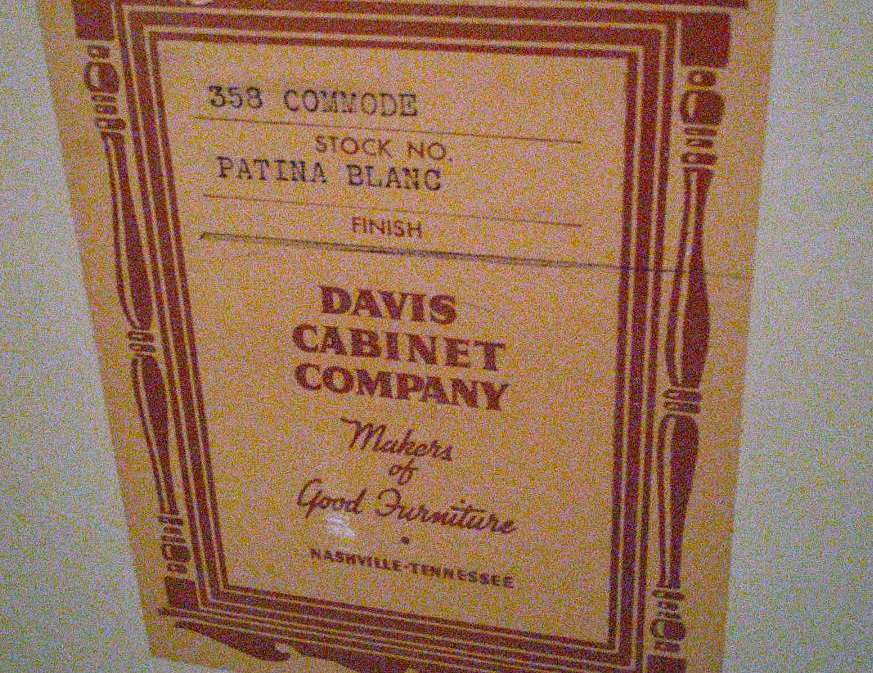 358 COMMODE
STOCK NO.
PATINA BLANC
FINISH
DAVIS
CABINET
COMPANY
Makers
of
Good Furniture
NASHVILLE-TENNESSEE